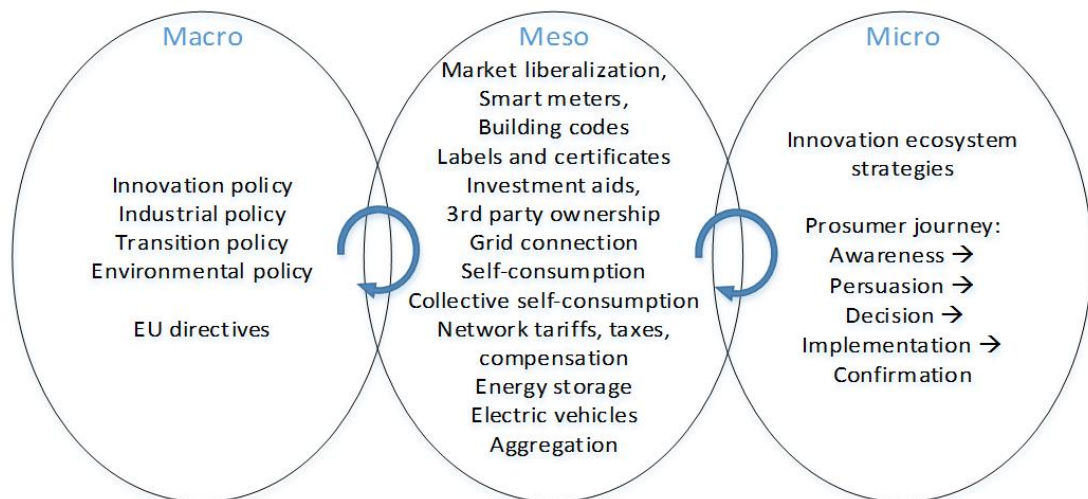 Macro
Innovation policy
Industrial policy
Transition policy
Environmental policy
EU directives
Meso
Market liberalization,
Smart meters,
Building codes
Labels and certificates
Investment aids,
3rd party ownership
Grid connection
Self-consumption
Collective self-consumption
Network tariffs, taxes,
compensation
Energy storage
Electric vehicles
Aggregation
Micro
Innovation ecosystem
strategies
Prosumer journey:
Awareness →
Persuasion →
Decision →
Implementation →
Confirmation